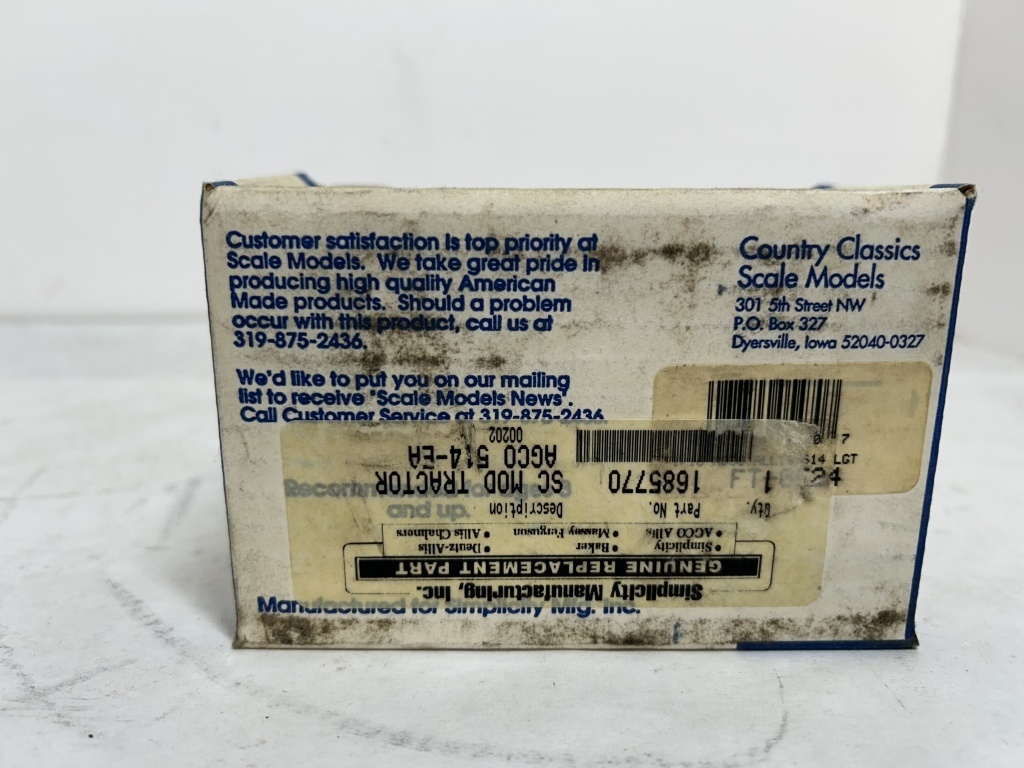 Customer satisfaction is top priority at
Scale Models. We take great pride in
producing high quality American
Made products. Should a problem
occur with this product, call us at
319-875-2436.
We'd like to put you on our mailing
list to receive "Scale Models News".
Call Customer Service at 319-875-2436.
Country Classics
Scale Models
301 5th Street NW
P.O. Box 327
Dyersville, Iowa 52040-0327
0 7
514 LGT
and up.
Manufactured for Simplicity Mfg. Inc.
Simplicity Manufacturing, Inc.
GENUINE REPLACEMENT PART
• Simplicity • Baker • Deutz-Allis
• AGCO Allis • Massey Ferguson • Allis Chalmers
Qty. Part No. Description
1 1685770 SC MOD TRACTOR
AGCO 514-EA
00202